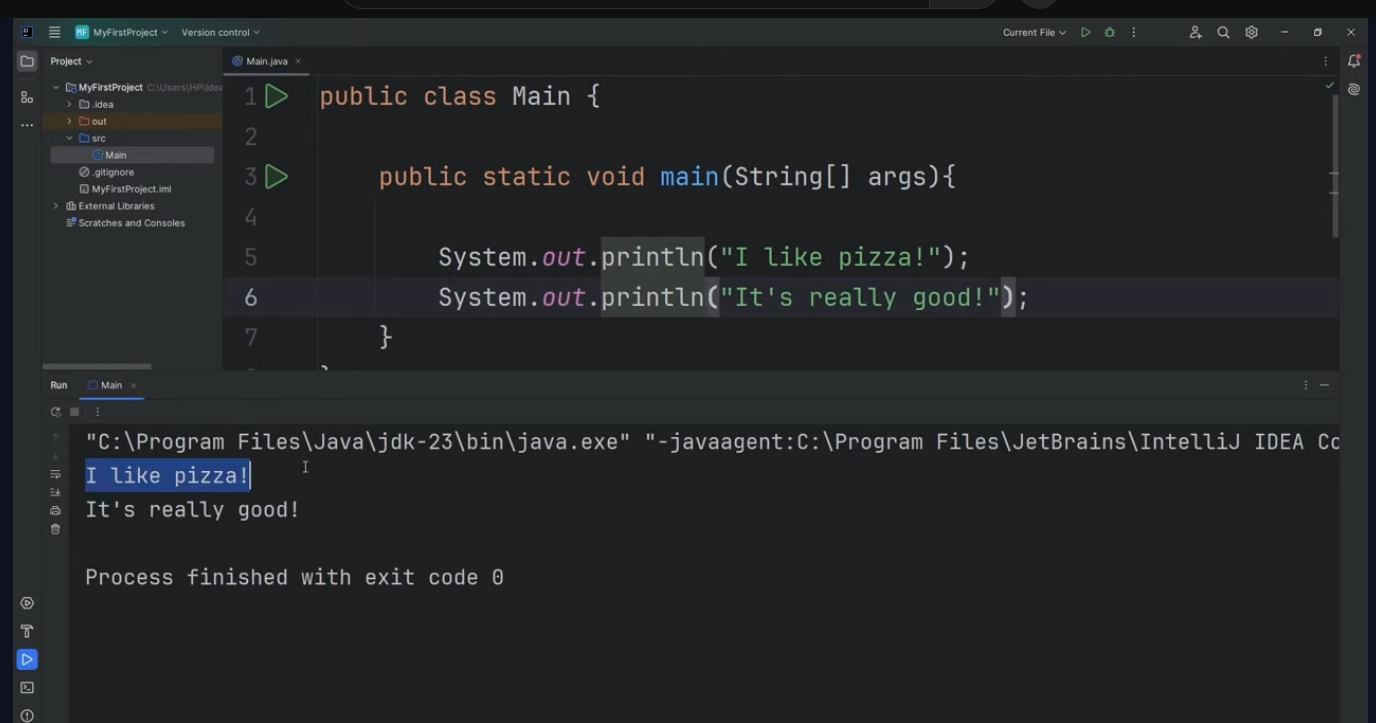 MF MyFirstProject Version control Current File
Project
Main.java
MyFirstProject C:\Users\HP\Idea
.idea
out
src
Main
.gitignore
MyFirstProject.iml
External Libraries
Scratches and Consoles
1 public class Main {
2
3 public static void main(String[] args){
4
5 System.out.println("I like pizza!");
6 System.out.println("It's really good!");
7 }
Run Main
"C:\Program Files\Java\jdk-23\bin\java.exe" "-javaagent:C:\Program Files\JetBrains\IntelliJ IDEA Co
I like pizza!
It's really good!
Process finished with exit code 0